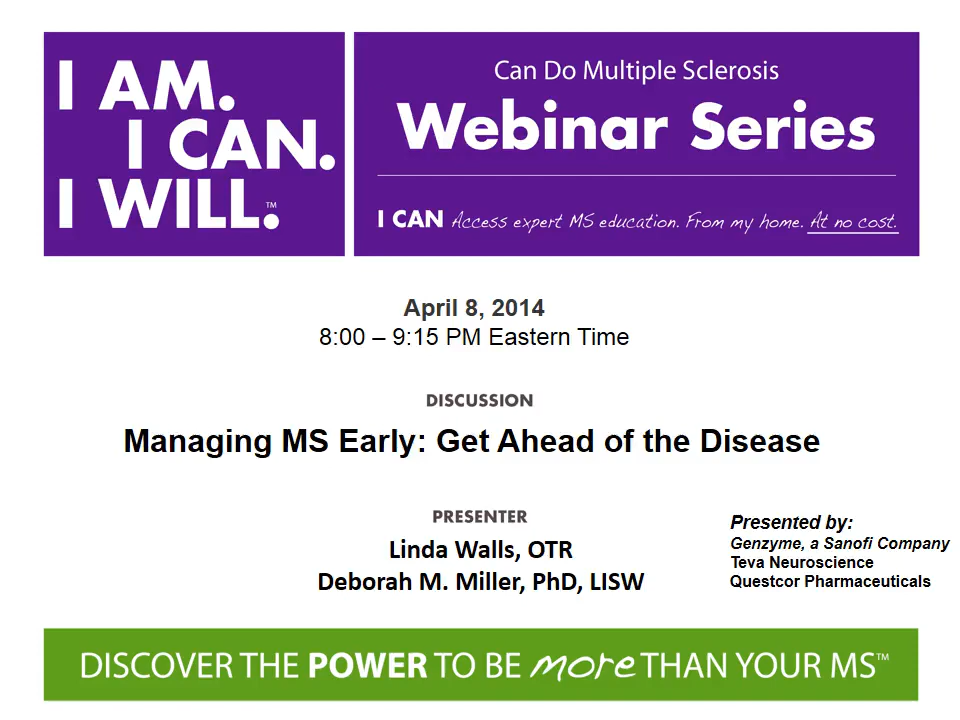 I AM.
I CAN.
I WILL.™
Can Do Multiple Sclerosis
Webinar Series
I CAN Access expert MS education. From my home. At no cost.
April 8, 2014
8:00 – 9:15 PM Eastern Time
DISCUSSION
Managing MS Early: Get Ahead of the Disease
PRESENTER
Linda Walls, OTR
Deborah M. Miller, PhD, LISW
Presented by:
Genzyme, a Sanofi Company
Teva Neuroscience
Questcor Pharmaceuticals
DISCOVER THE POWER TO BE more THAN YOUR MS™